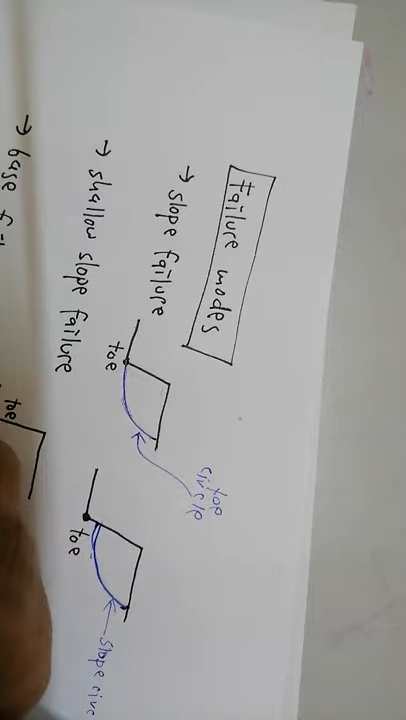 Failure modes
→ slope failure
toe
toe circle
→ shallow slope failure
toe
slope circ
→ base
toe